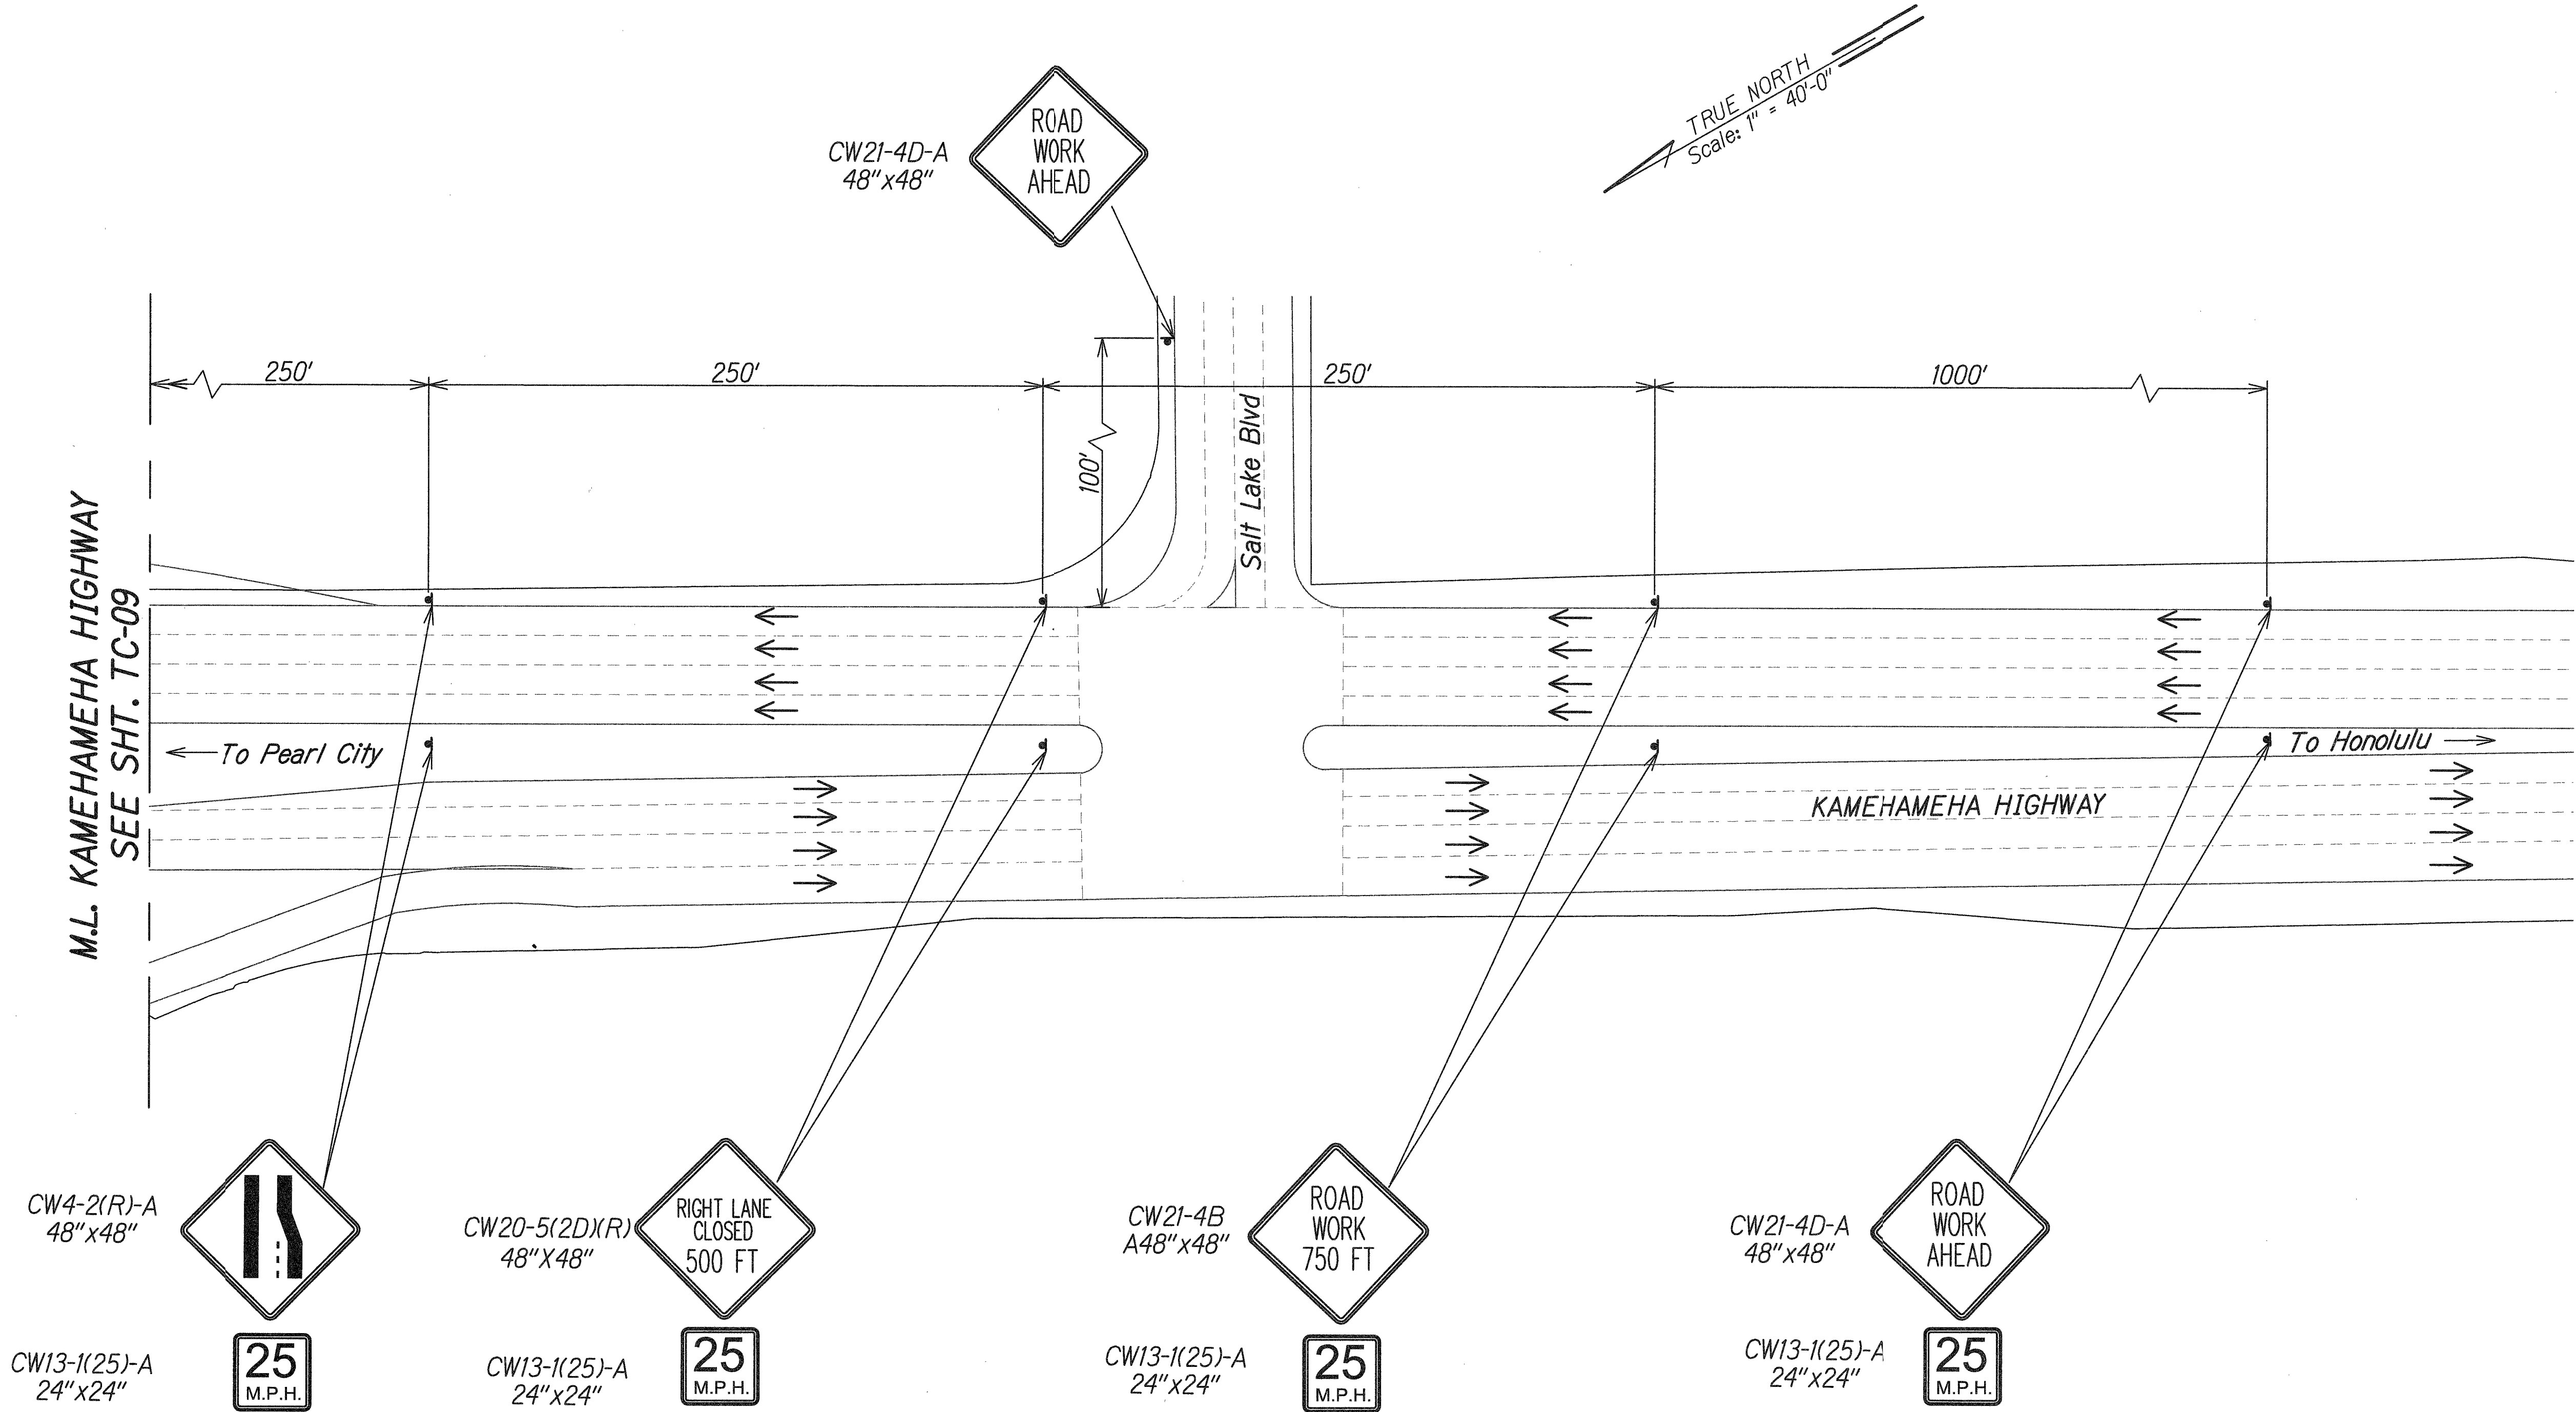 TRUE NORTH
Scale: 1" = 40'-0"
CW21-4D-A
48"x48"
ROAD
WORK
AHEAD
250'
250'
250'
1000'
100'
Salt Lake Blvd
M.L. KAMEHAMEHA HIGHWAY
SEE SHT. TC-09
To Pearl City
To Honolulu
KAMEHAMEHA HIGHWAY
CW4-2(R)-A
48"x48"
CW13-1(25)-A
24"x24"
25
M.P.H.
CW20-5(2D)(R)
48"X48"
RIGHT LANE
CLOSED
500 FT
CW13-1(25)-A
24"x24"
25
M.P.H.
CW21-4B
A48"x48"
ROAD
WORK
750 FT
CW13-1(25)-A
24"x24"
25
M.P.H.
CW21-4D-A
48"x48"
ROAD
WORK
AHEAD
CW13-1(25)-A
24"x24"
25
M.P.H.